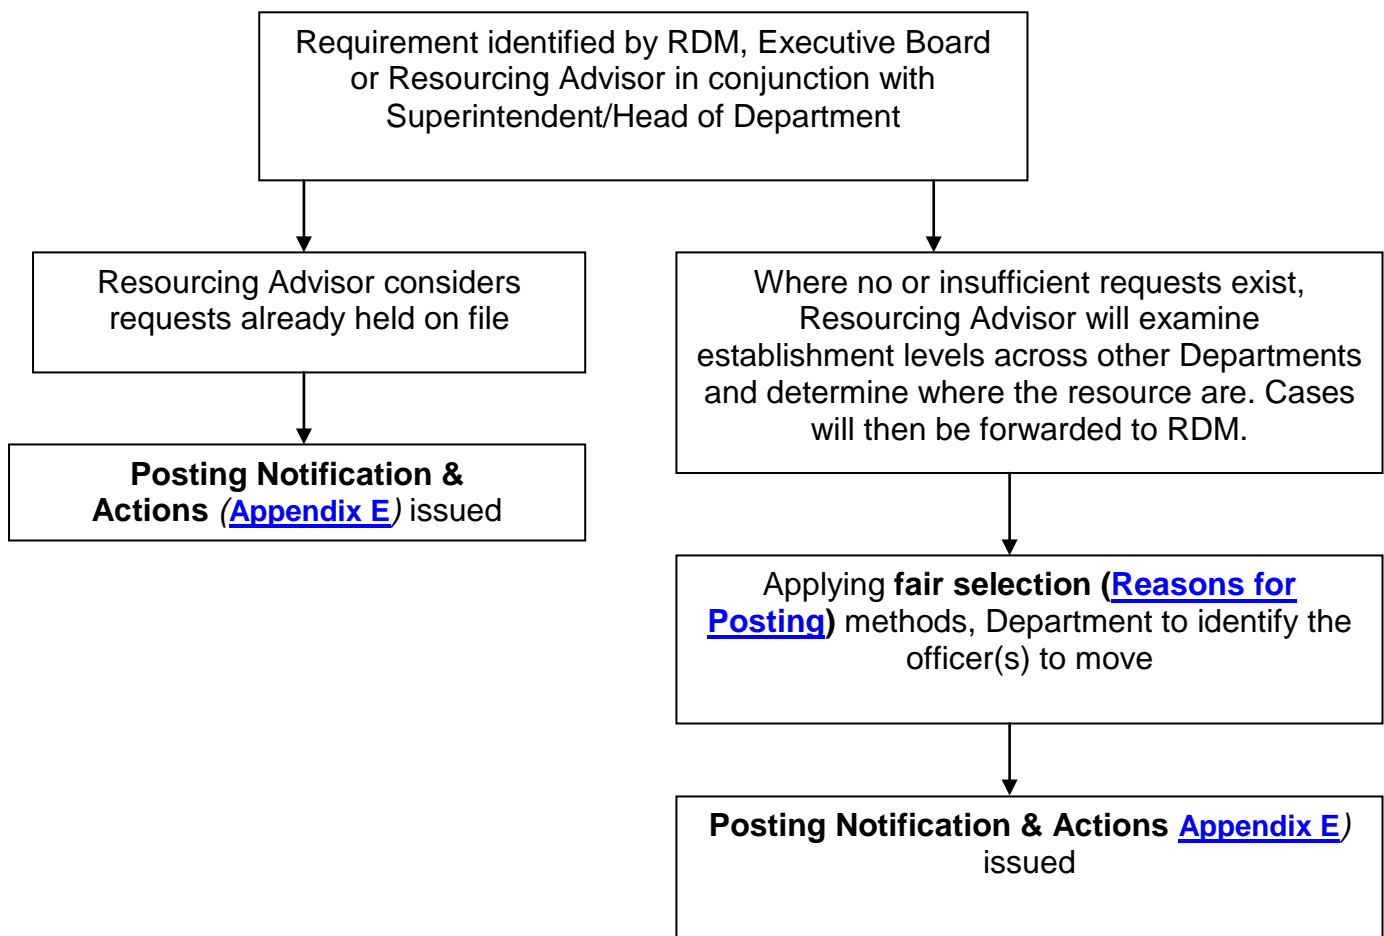 Requirement identified by RDM, Executive Board
or Resourcing Advisor in conjunction with
Superintendent/Head of Department
Resourcing Advisor considers
requests already held on file
Posting Notification &
Actions (Appendix E) issued
Where no or insufficient requests exist,
Resourcing Advisor will examine
establishment levels across other Departments
and determine where the resource are. Cases
will then be forwarded to RDM.
Applying fair selection (Reasons for
Posting) methods, Department to identify the
officer(s) to move
Posting Notification & Actions Appendix E)
issued